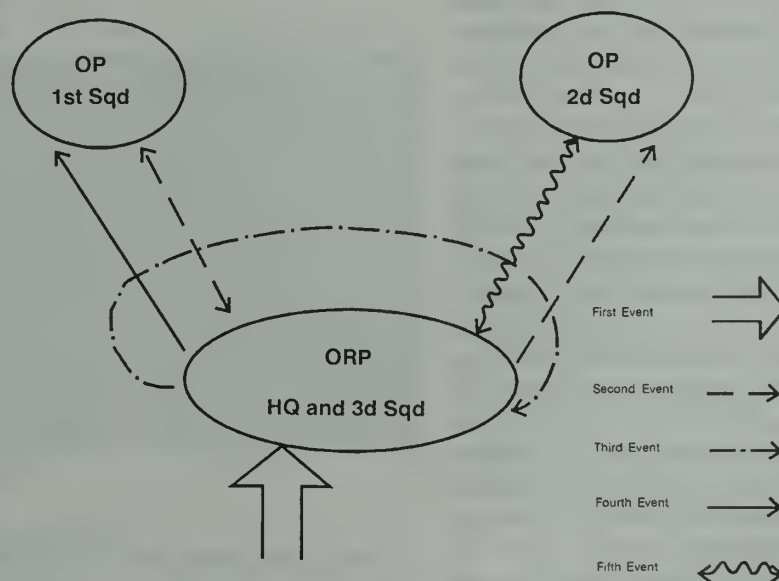 OP
1st Sqd
OP
2d Sqd
ORP
HQ and 3d Sqd
First Event
Second Event
Third Event
Fourth Event
Fifth Event